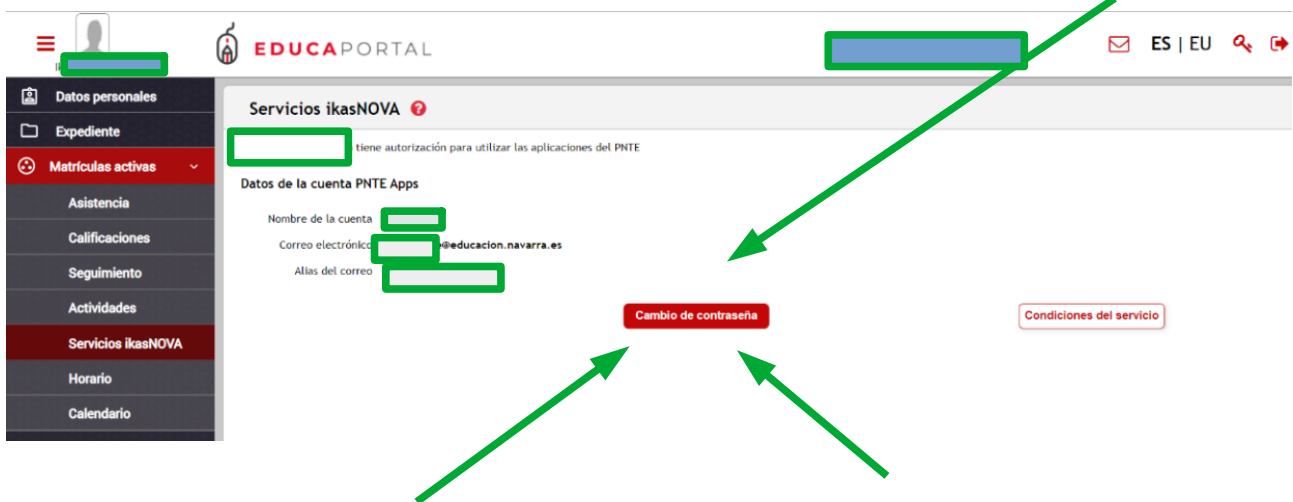 EDUCAPORTAL
ES | EU
Datos personales
Expediente
Matrículas activas
Asistencia
Calificaciones
Seguimiento
Actividades
Servicios ikasNOVA
Horario
Calendario
Servicios ikasNOVA ?
tiene autorización para utilizar las aplicaciones del PNTE
Datos de la cuenta PNTE Apps
Nombre de la cuenta
Correo electrónico @educacion.navarra.es
Alias del correo
Cambio de contraseña
Condiciones del servicio